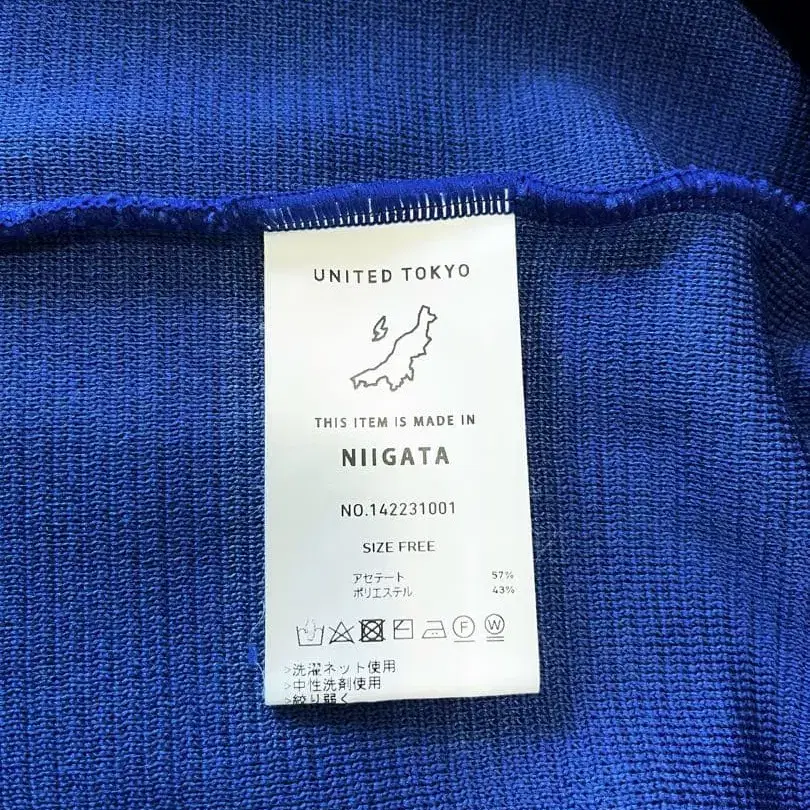 UNITED TOKYO
THIS ITEM IS MADE IN
NIIGATA
NO.142231001
SIZE FREE
アセテート 57%
ポリエステル 43%
F W
>洗濯ネット使用
>中性洗剤使用
>絞り弱く